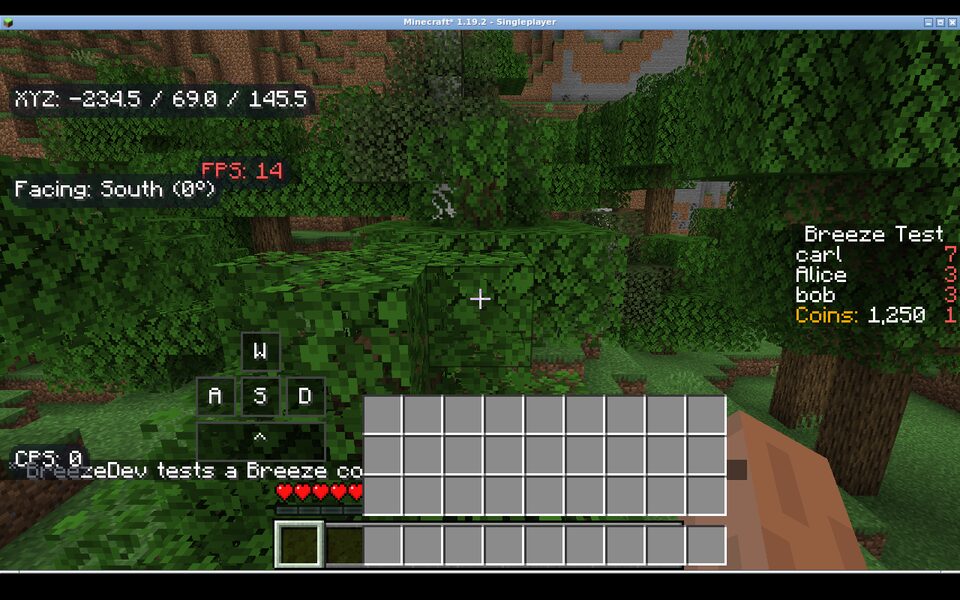 Minecraft* 1.19.2 - Singleplayer
XYZ: -234.5 / 69.0 / 145.5
FPS: 14
Facing: South (0°)
Breeze Test
carl 7
Alice 3
bob 3
Coins: 1,250 1
W
A S D
^
CPS: 0
BreezeDev tests a Breeze co